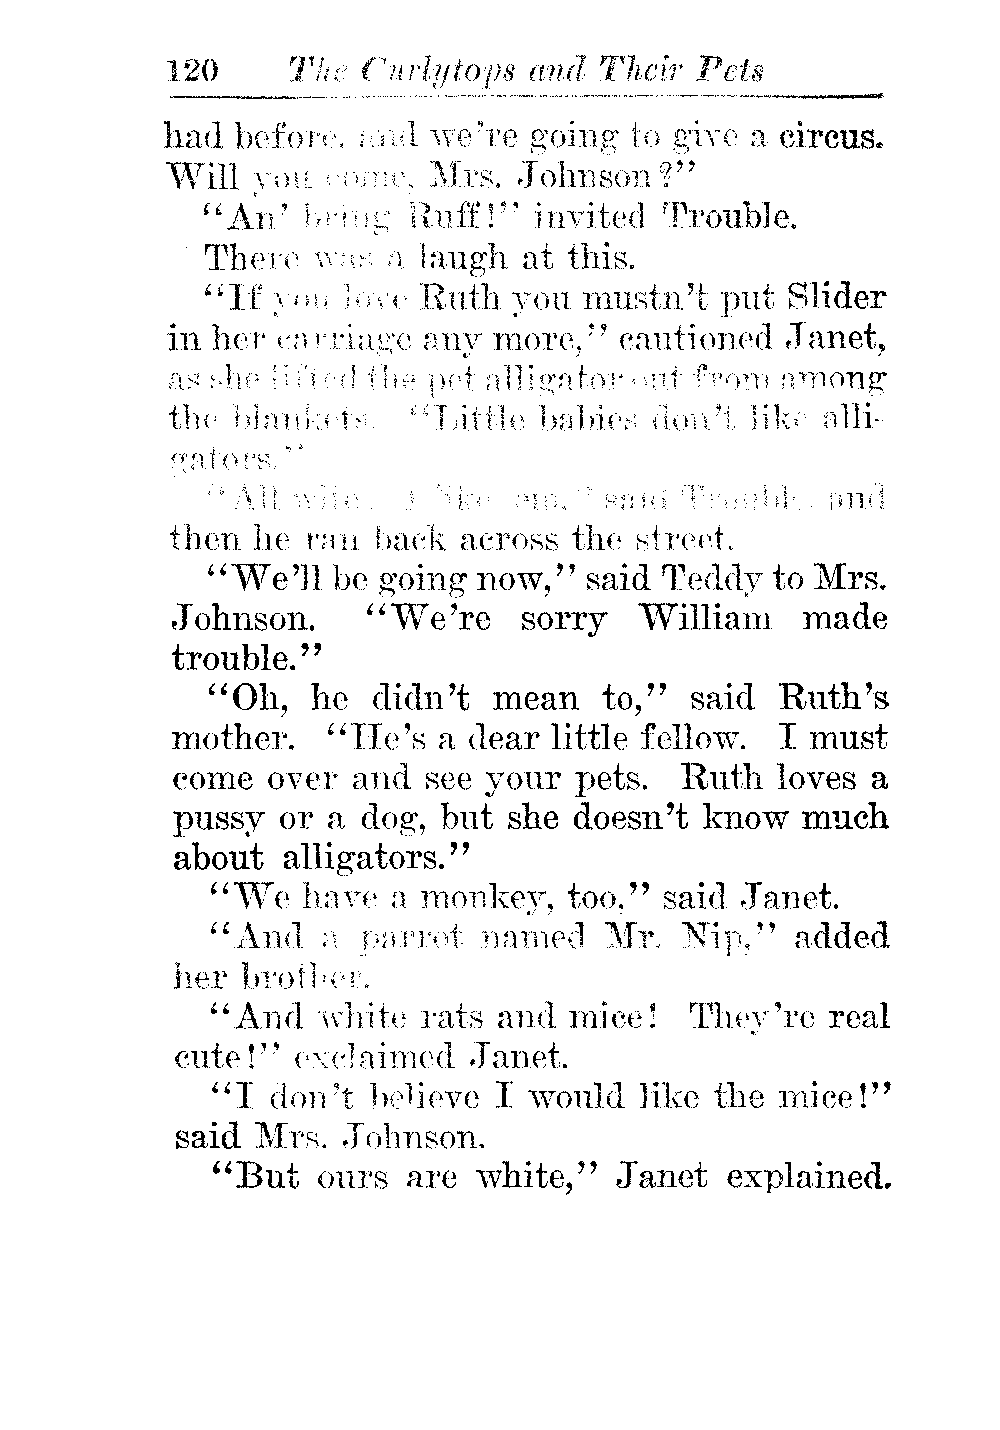 120 The Curlytops and Their Pets
had before, and we're going to give a circus.
Will you come, Mrs. Johnson?"
"An' bring Ruff!" invited Trouble.
There was a laugh at this.
"If you love Ruth you mustn't put Slider
in her carriage any more," cautioned Janet,
as she lifted the pet alligator out from among
the blankets. "Little babies don't like alli-
gators."
"All wite. I like 'em," said Trouble, and
then he ran back across the street.
"We'll be going now," said Teddy to Mrs.
Johnson. "We're sorry William made
trouble."
"Oh, he didn't mean to," said Ruth's
mother. "He's a dear little fellow. I must
come over and see your pets. Ruth loves a
pussy or a dog, but she doesn't know much
about alligators."
"We have a monkey, too," said Janet.
"And a parrot named Mr. Nip," added
her brother.
"And white rats and mice! They're real
cute!" exclaimed Janet.
"I don't believe I would like the mice!"
said Mrs. Johnson.
"But ours are white," Janet explained.